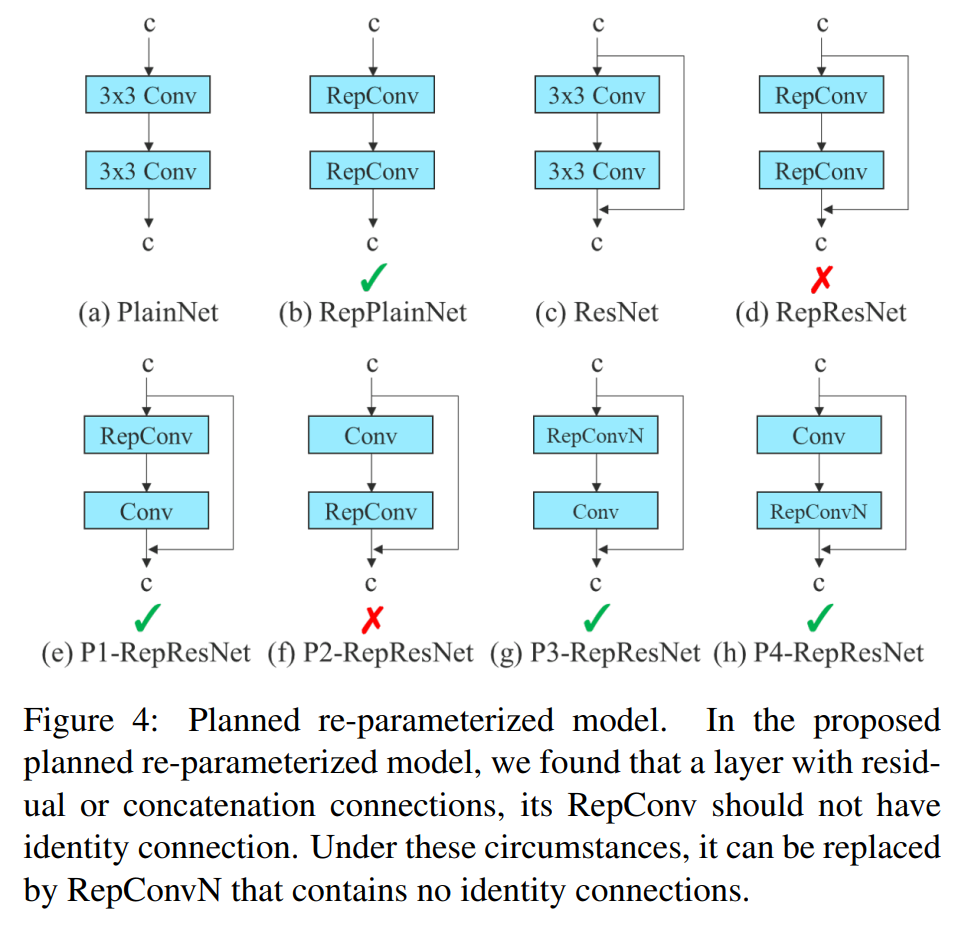 c c c c
3x3 Conv RepConv 3x3 Conv RepConv
3x3 Conv RepConv 3x3 Conv RepConv
c c c c
(a) PlainNet (b) RepPlainNet (c) ResNet (d) RepResNet
c c c c
RepConv Conv RepConvN Conv
Conv RepConv Conv RepConvN
c c c c
(e) P1-RepResNet (f) P2-RepResNet (g) P3-RepResNet (h) P4-RepResNet
Figure 4: Planned re-parameterized model. In the proposed
planned re-parameterized model, we found that a layer with resid-
ual or concatenation connections, its RepConv should not have
identity connection. Under these circumstances, it can be replaced
by RepConvN that contains no identity connections.